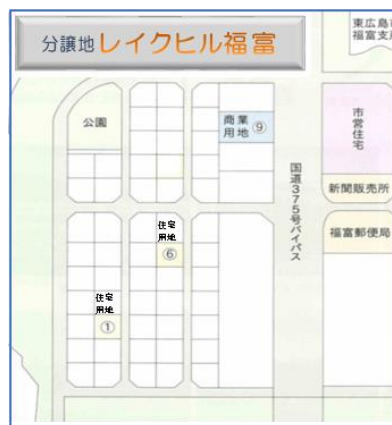 分譲地レイクヒル福富
東広島市
福富支所
公園
商業
用地 ⑨
市営住宅
国道375号バイパス
新聞販売所
福富郵便局
住宅
用地
⑥
住宅
用地
①